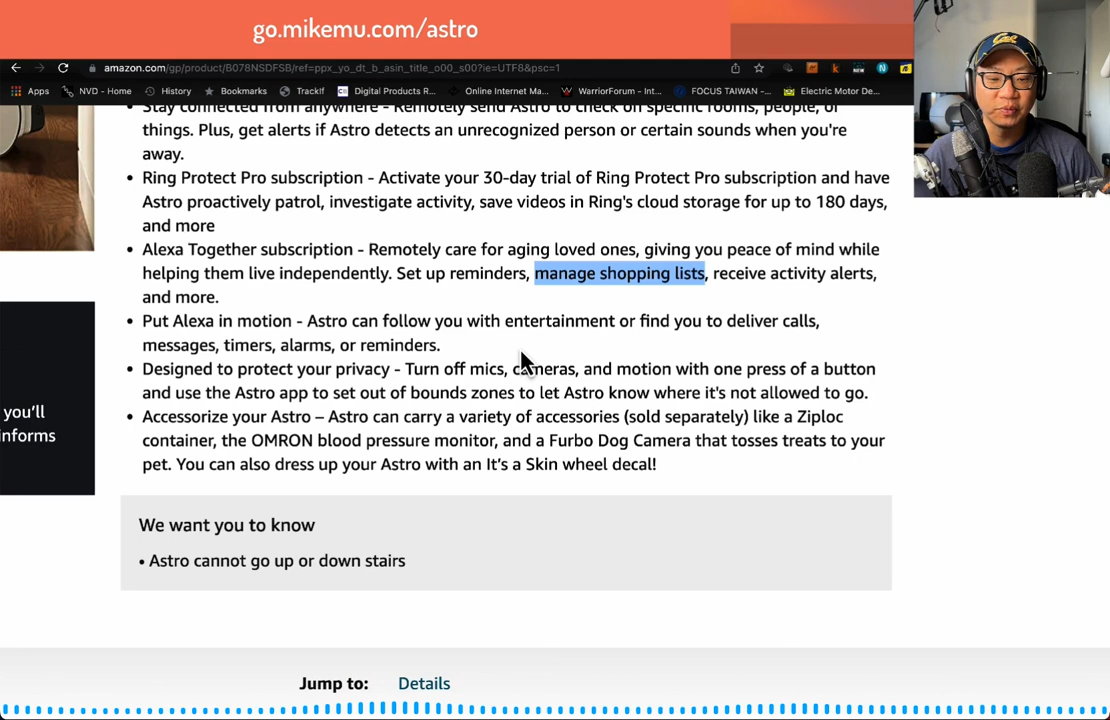 go.mikemu.com/astro
amazon.com/gp/product/B078NSDFSB/ref=ppx_yo_dt_b_asin_title_o00_s00?ie=UTF8&psc=1
Apps NVD - Home History Bookmarks TrackIf Digital Products R... Online Internet Ma... WarriorForum - Int... FOCUS TAIWAN -... Electric Motor De...
Stay connected from anywhere - Remotely send Astro to check on specific rooms, people, or
things. Plus, get alerts if Astro detects an unrecognized person or certain sounds when you're
away.
• Ring Protect Pro subscription - Activate your 30-day trial of Ring Protect Pro subscription and have
Astro proactively patrol, investigate activity, save videos in Ring's cloud storage for up to 180 days,
and more
• Alexa Together subscription - Remotely care for aging loved ones, giving you peace of mind while
helping them live independently. Set up reminders, manage shopping lists, receive activity alerts,
and more.
• Put Alexa in motion - Astro can follow you with entertainment or find you to deliver calls,
messages, timers, alarms, or reminders.
• Designed to protect your privacy - Turn off mics, cameras, and motion with one press of a button
and use the Astro app to set out of bounds zones to let Astro know where it's not allowed to go.
• Accessorize your Astro – Astro can carry a variety of accessories (sold separately) like a Ziploc
container, the OMRON blood pressure monitor, and a Furbo Dog Camera that tosses treats to your
pet. You can also dress up your Astro with an It's a Skin wheel decal!
you'll
informs
We want you to know
• Astro cannot go up or down stairs
Jump to: Details